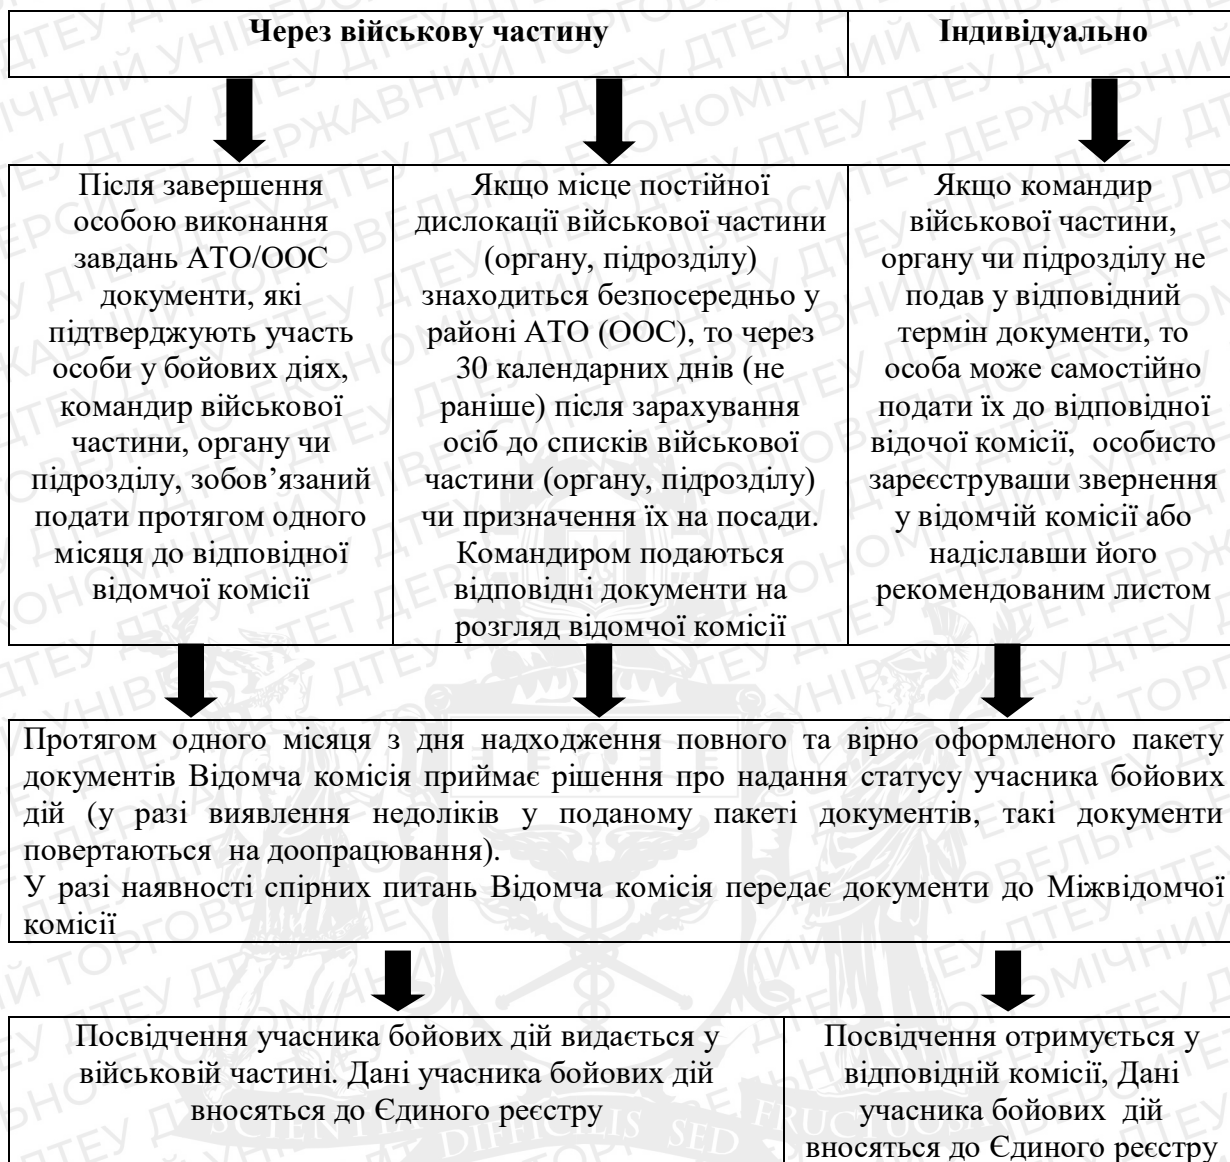 Через військову частину
Індивідуально
Після завершення
особою виконання
завдань АТО/ООС
документи, які
підтверджують участь
особи у бойових діях,
командир військової
частини, органу чи
підрозділу, зобов’язаний
подати протягом одного
місяця до відповідної
відомчої комісії
Якщо місце постійної
дислокації військової частини
(органу, підрозділу)
знаходиться безпосередньо у
районі АТО (ООС), то через
30 календарних днів (не
раніше) після зарахування
осіб до списків військової
частини (органу, підрозділу)
чи призначення їх на посади.
Командиром подаються
відповідні документи на
розгляд відомчої комісії
Якщо командир
військової частини,
органу чи підрозділу не
подав у відповідний
термін документи, то
особа може самостійно
подати їх до відповідної
відочої комісії, особисто
зареєструваши звернення
у відомчій комісії або
надіславши його
рекомендованим листом
Протягом одного місяця з дня надходження повного та вірно оформленого пакету
документів Відомча комісія приймає рішення про надання статусу учасника бойових
дій (у разі виявлення недоліків у поданому пакеті документів, такі документи
повертаються на доопрацювання).
У разі наявності спірних питань Відомча комісія передає документи до Міжвідомчої
комісії
Посвідчення учасника бойових дій видається у
військовій частині. Дані учасника бойових дій
вносяться до Єдиного реєстру
Посвідчення отримується у
відповідній комісії, Дані
учасника бойових дій
вносяться до Єдиного реєстру